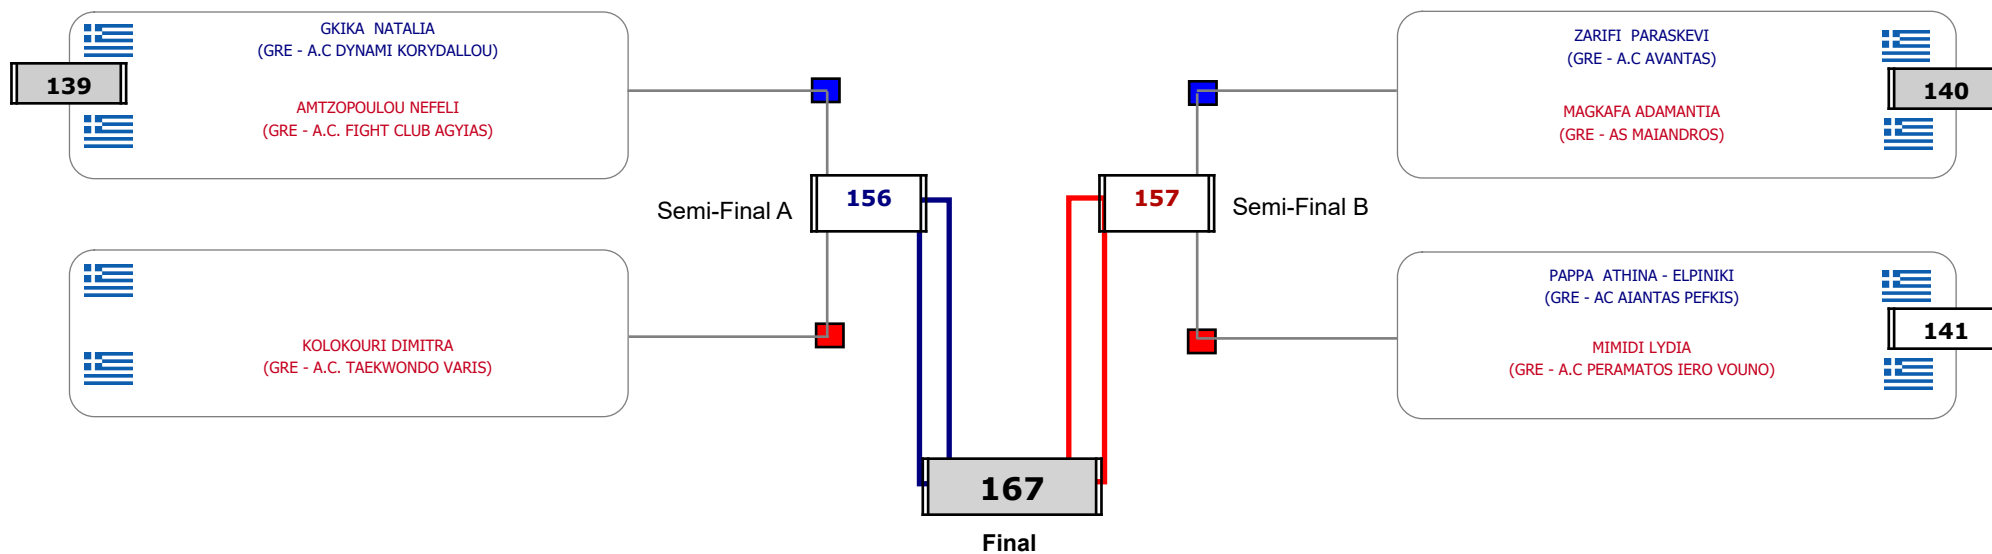 GKIKA  NATALIA
(GRE - A.C DYNAMI KORYDALLOU)
139
AMTZOPOULOU NEFELI
(GRE - A.C. FIGHT CLUB AGYIAS)
ZARIFI  PARASKEVI
(GRE - A.C AVANTAS)
140
MAGKAFA ADAMANTIA
(GRE - AS MAIANDROS)
Semi-Final A
156
157
Semi-Final B
KOLOKOURI DIMITRA
(GRE - A.C. TAEKWONDO VARIS)
PAPPA  ATHINA - ELPINIKI
(GRE - AC AIANTAS PEFKIS)
141
MIMIDI LYDIA
(GRE - A.C PERAMATOS IERO VOUNO)
167
Final